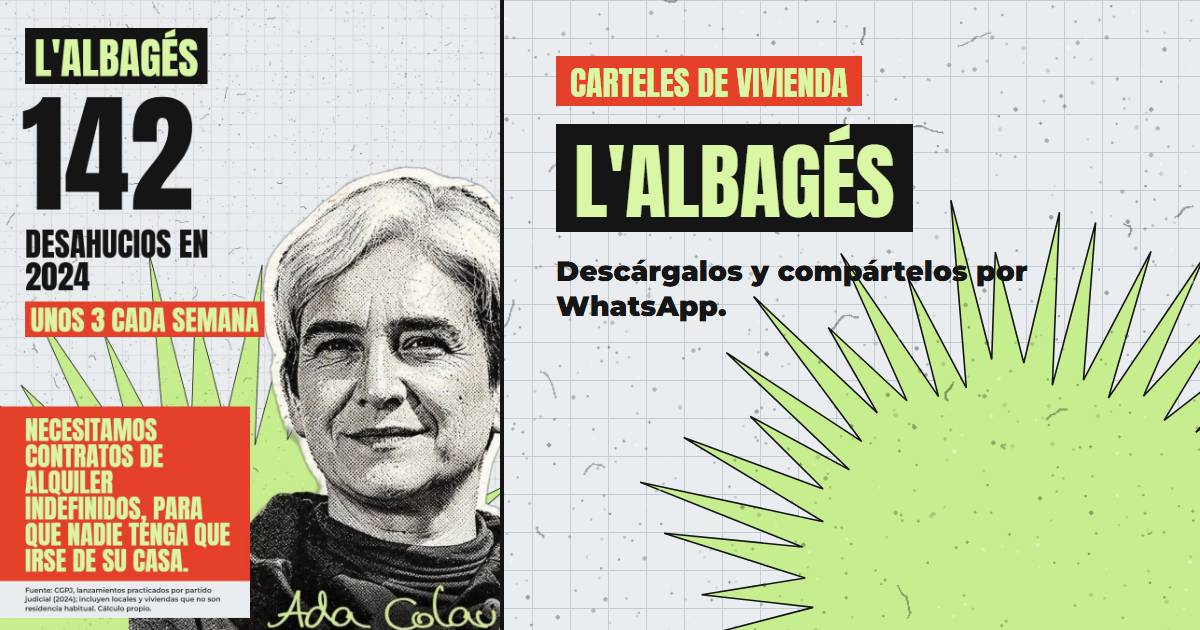 L'ALBAGÉS
142
DESAHUCIOS EN
2024
UNOS 3 CADA SEMANA
NECESITAMOS
CONTRATOS DE
ALQUILER
INDEFINIDOS, PARA
QUE NADIE TENGA QUE
IRSE DE SU CASA.
Fuente: CGPJ, lanzamientos practicados por partido
judicial (2024); incluyen locales y viviendas que no son
residencia habitual. Cálculo propio.
Ada Colau
CARTELES DE VIVIENDA
L'ALBAGÉS
Descárgalos y compártelos por
WhatsApp.